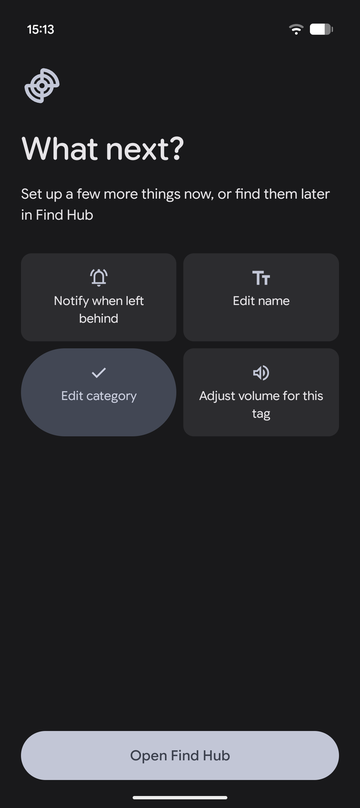 15:13
What next?
Set up a few more things now, or find them later
in Find Hub
Notify when left
behind
Edit name
Edit category
Adjust volume for this
tag
Open Find Hub